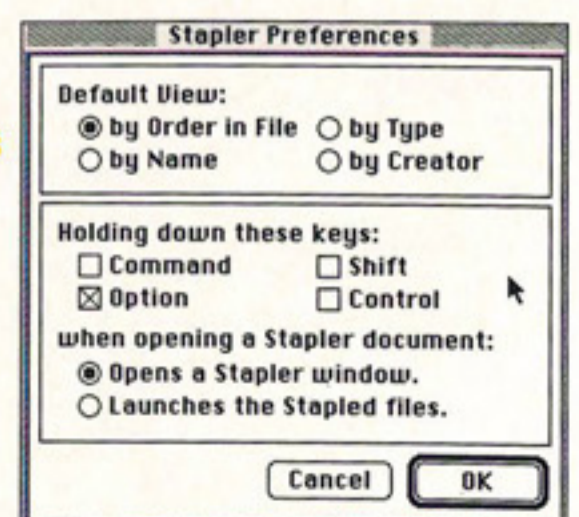 Stapler Preferences
Default View:
by Order in File
by Type
by Name
by Creator
Holding down these keys:
Command
Shift
Option
Control
when opening a Stapler document:
Opens a Stapler window.
Launches the Stapled files.
Cancel
OK